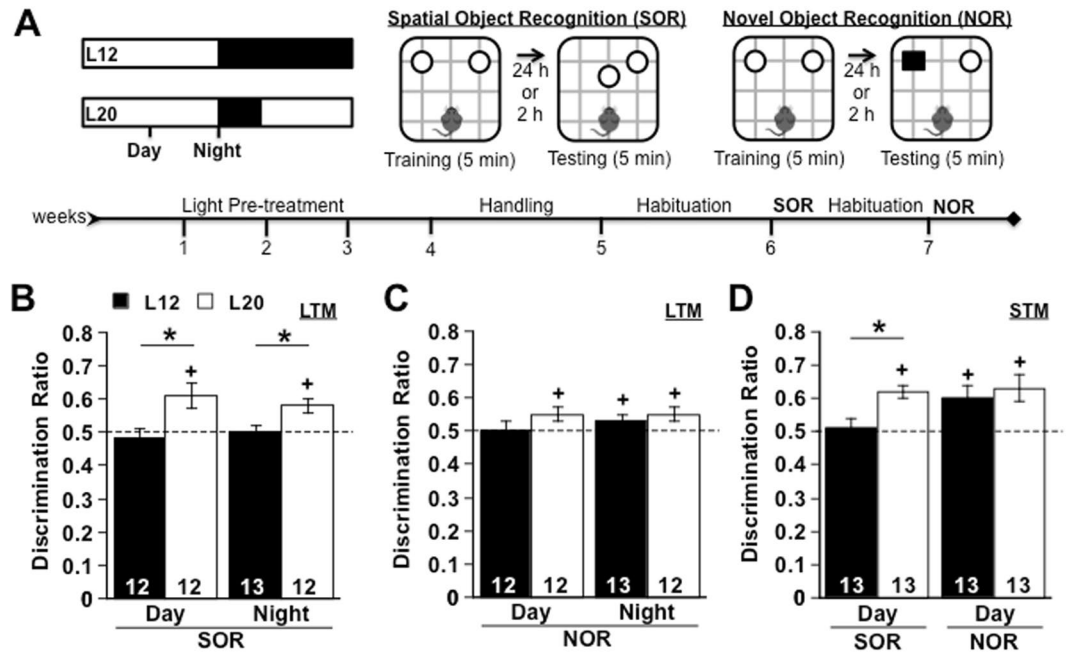 A
Spatial Object Recognition (SOR)
Novel Object Recognition (NOR)
L12
L20
Day Night
24 h
or
2 h
Training (5 min) Testing (5 min)
24 h
or
2 h
Training (5 min) Testing (5 min)
weeks Light Pre-treatment Handling Habituation SOR Habituation NOR
1 2 3 4 5 6 7
B
L12 L20 LTM
Discrimination Ratio
0.8
0.7
0.6
0.5
0.4
0.3
0.2
0.1
0
* *
+ +
12 12 13 12
Day Night
SOR
C
LTM
Discrimination Ratio
0.8
0.7
0.6
0.5
0.4
0.3
0.2
0.1
0
+ + +
12 12 13 12
Day Night
NOR
D
STM
Discrimination Ratio
0.8
0.7
0.6
0.5
0.4
0.3
0.2
0.1
0
*
+ + +
13 13 13 13
Day Day
SOR NOR